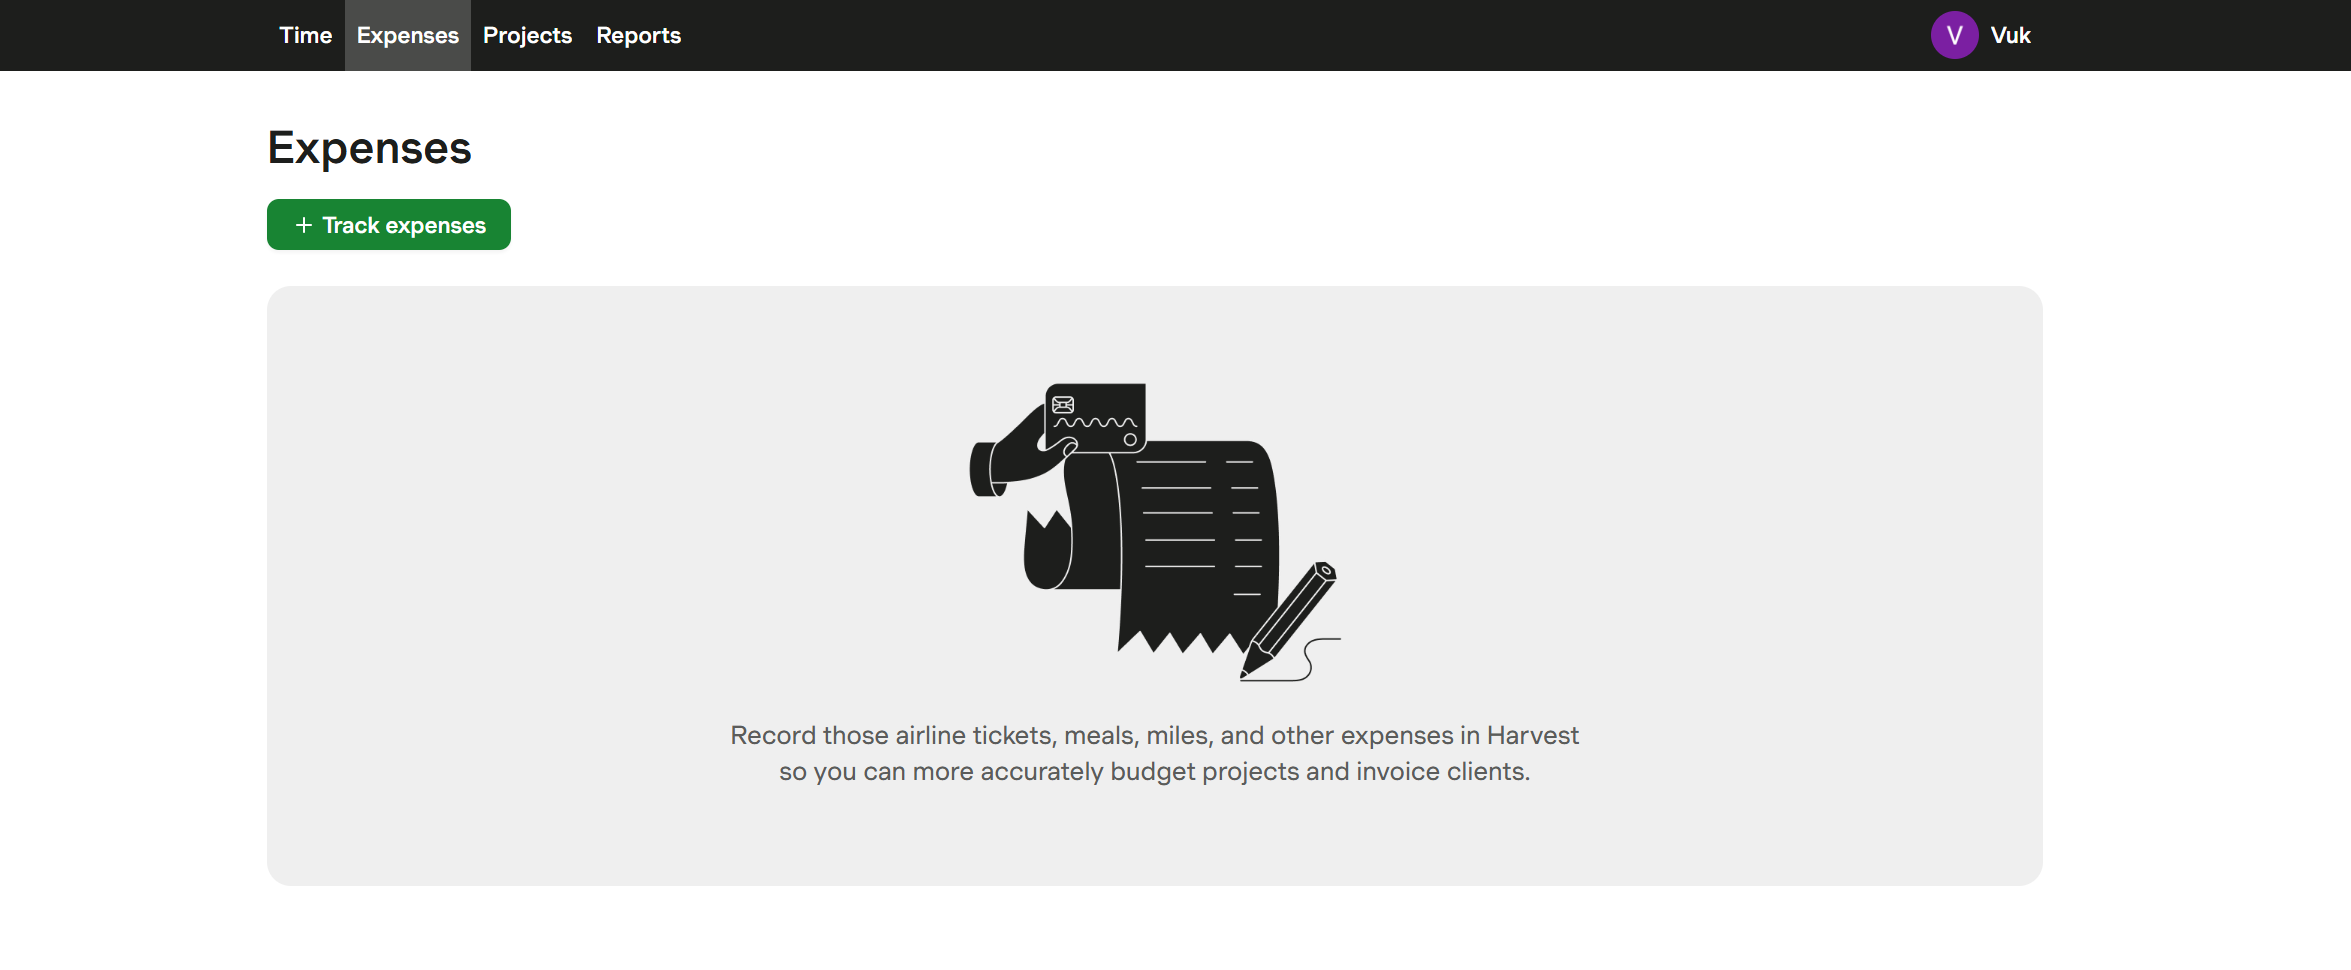 Time Expenses Projects Reports V Vuk
Expenses
+ Track expenses
Record those airline tickets, meals, miles, and other expenses in Harvest
so you can more accurately budget projects and invoice clients.